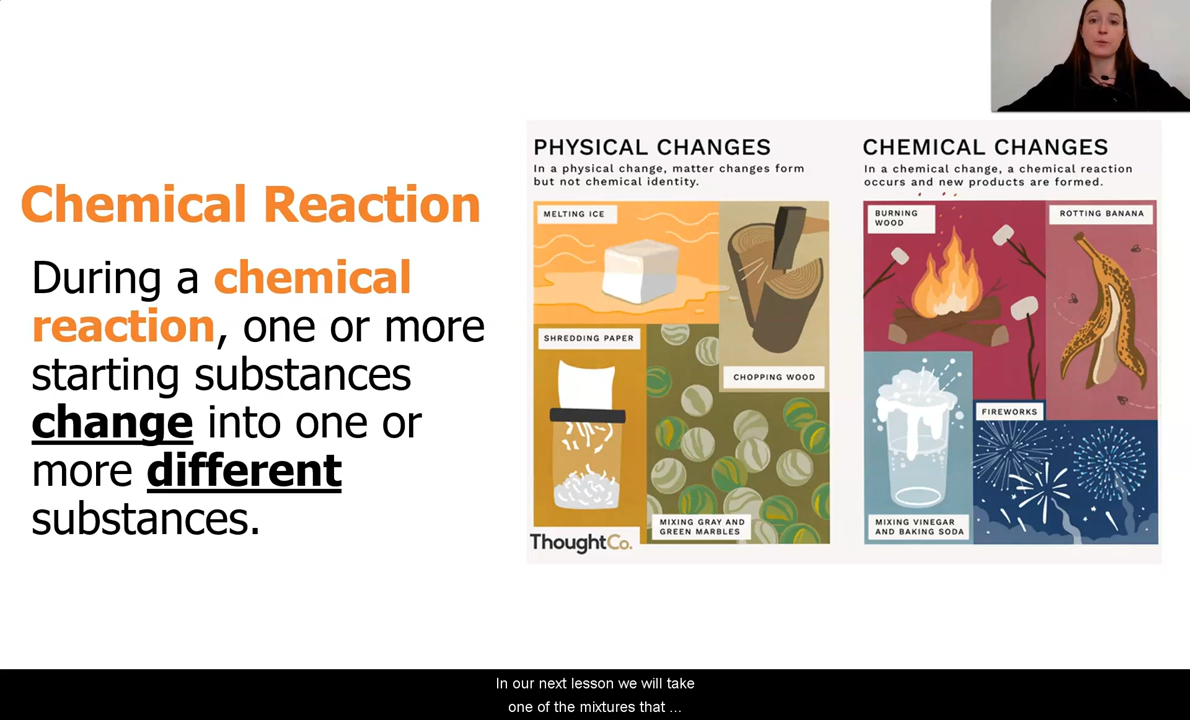 Chemical Reaction
During a chemical
reaction, one or more
starting substances
change into one or
more different
substances.
PHYSICAL CHANGES
In a physical change, matter changes form
but not chemical identity.
MELTING ICE
SHREDDING PAPER
CHOPPING WOOD
MIXING GRAY AND
GREEN MARBLES
ThoughtCo.
CHEMICAL CHANGES
In a chemical change, a chemical reaction
occurs and new products are formed.
BURNING
WOOD
ROTTING BANANA
FIREWORKS
MIXING VINEGAR
AND BAKING SODA
In our next lesson we will take
one of the mixtures that ...